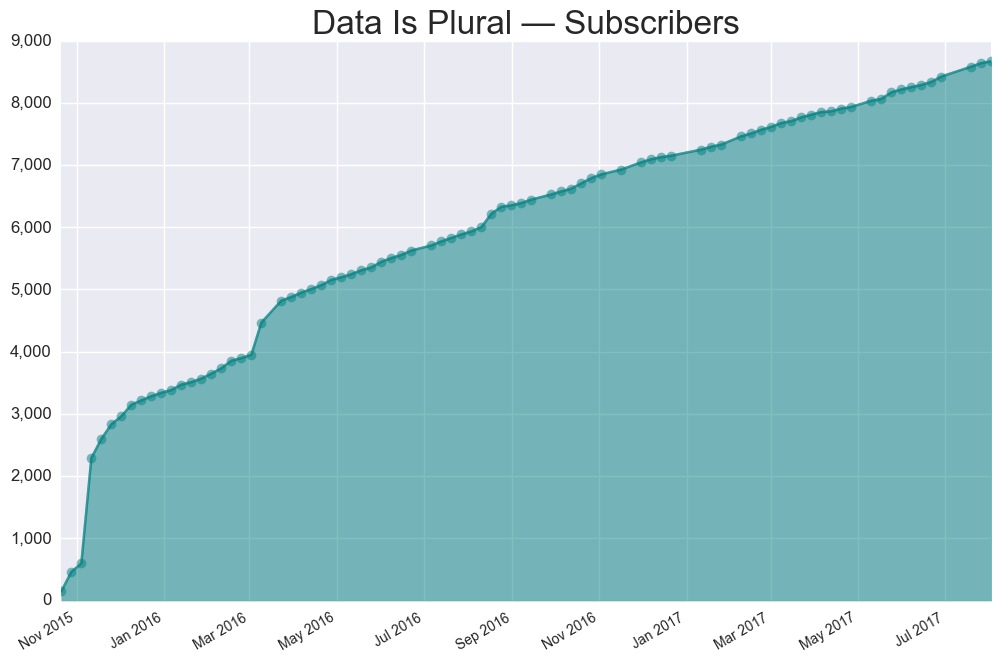 Data Is Plural — Subscribers
9,000
8,000
7,000
6,000
5,000
4,000
3,000
2,000
1,000
0
Nov 2015
Jan 2016
Mar 2016
May 2016
Jul 2016
Sep 2016
Nov 2016
Jan 2017
Mar 2017
May 2017
Jul 2017